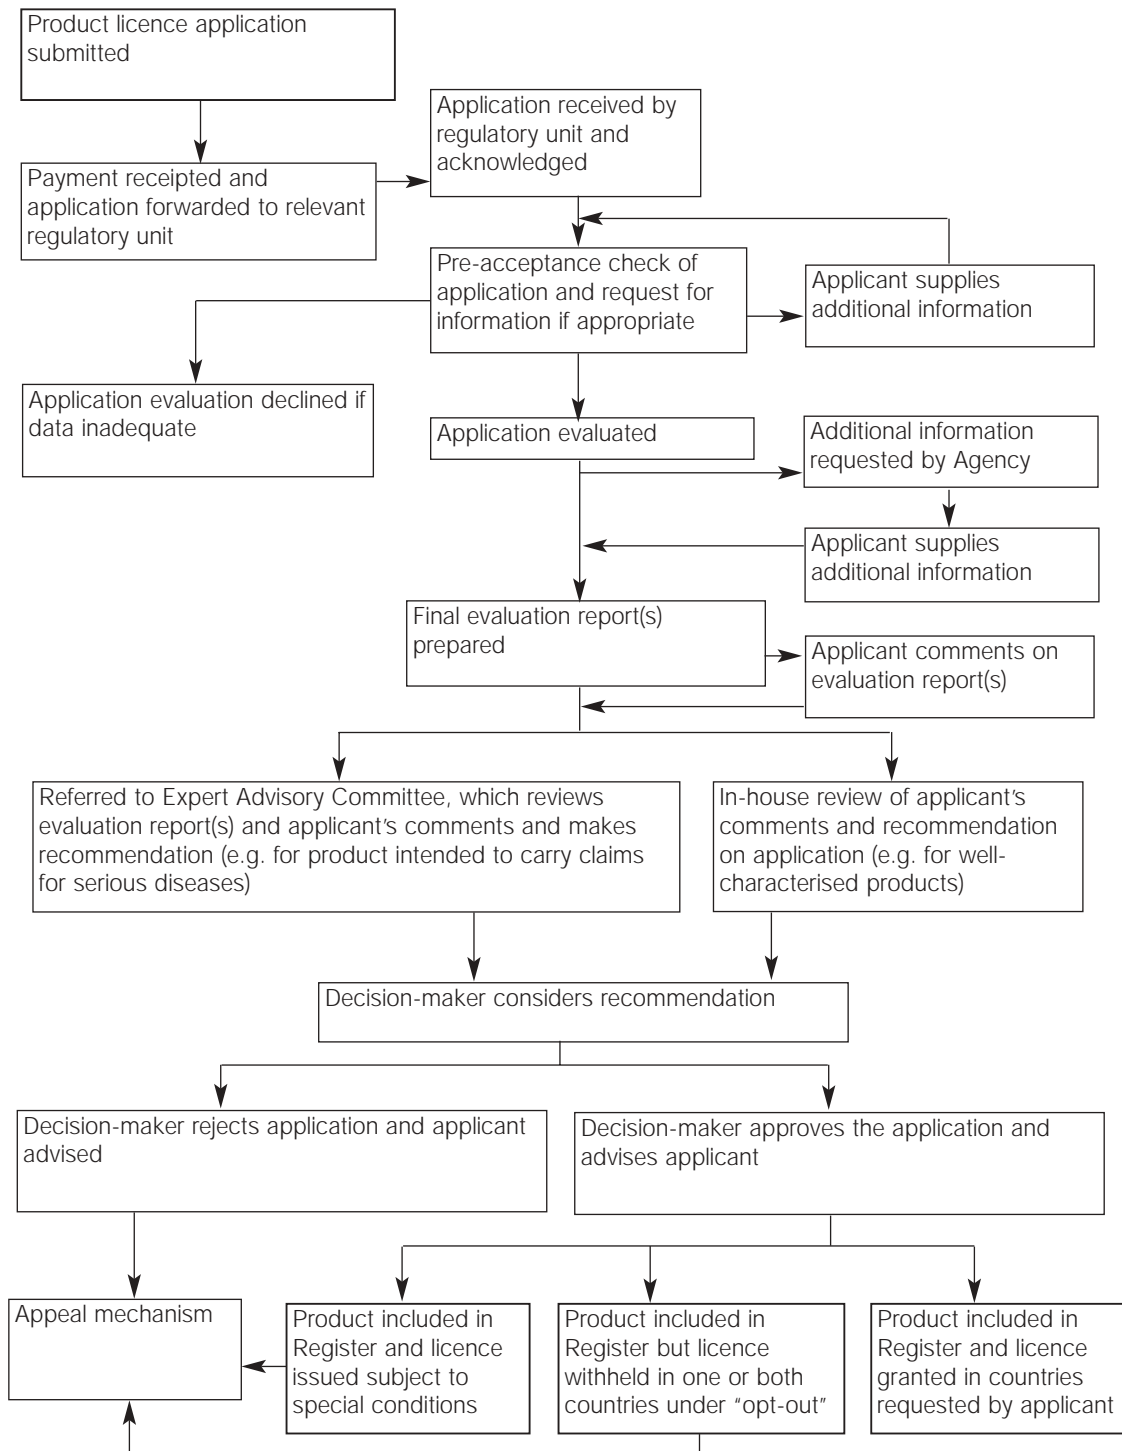 Product licence application
submitted
Application received by
regulatory unit and
acknowledged
Payment receipted and
application forwarded to relevant
regulatory unit
Pre-acceptance check of
application and request for
information if appropriate
Applicant supplies
additional information
Application evaluation declined if
data inadequate
Application evaluated
Additional information
requested by Agency
Applicant supplies
additional information
Final evaluation report(s)
prepared
Applicant comments on
evaluation report(s)
Referred to Expert Advisory Committee, which reviews
evaluation report(s) and applicant's comments and makes
recommendation (e.g. for product intended to carry claims
for serious diseases)
In-house review of applicant's
comments and recommendation
on application (e.g. for well-
characterised products)
Decision-maker considers recommendation
Decision-maker rejects application and applicant
advised
Decision-maker approves the application and
advises applicant
Appeal mechanism
Product included in
Register and licence
issued subject to
special conditions
Product included in
Register but licence
withheld in one or both
countries under “opt-out”
Product included in
Register and licence
granted in countries
requested by applicant